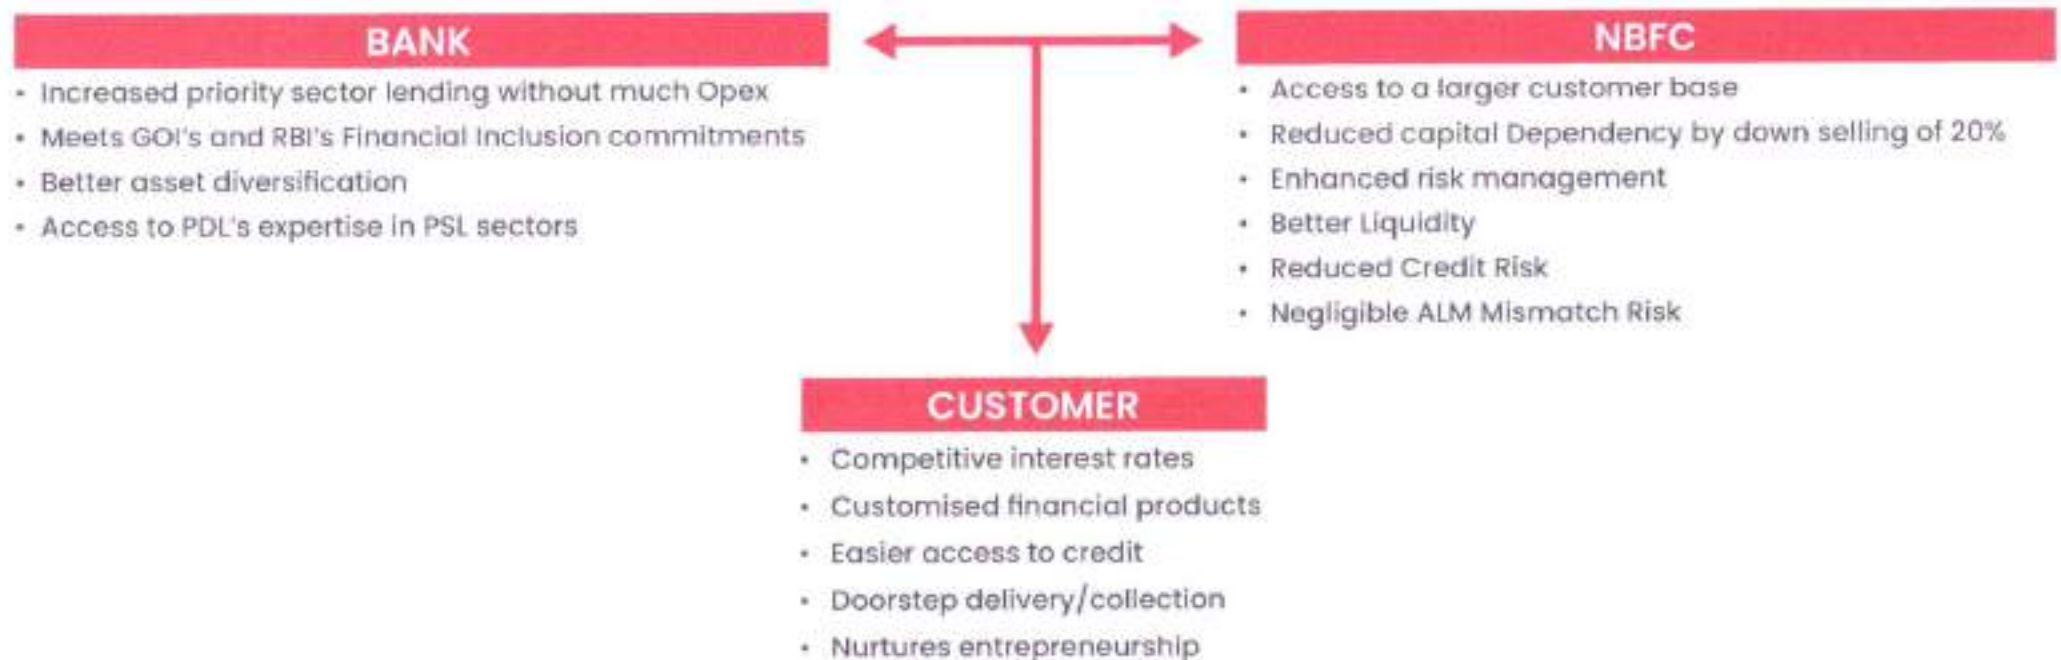 BANK
• Increased priority sector lending without much Opex
• Meets GOI's and RBI's Financial Inclusion commitments
• Better asset diversification
• Access to PDL's expertise in PSL sectors
NBFC
• Access to a larger customer base
• Reduced capital Dependency by down selling of 20%
• Enhanced risk management
• Better Liquidity
• Reduced Credit Risk
• Negligible ALM Mismatch Risk
CUSTOMER
• Competitive interest rates
• Customised financial products
• Easier access to credit
• Doorstep delivery/collection
• Nurtures entrepreneurship